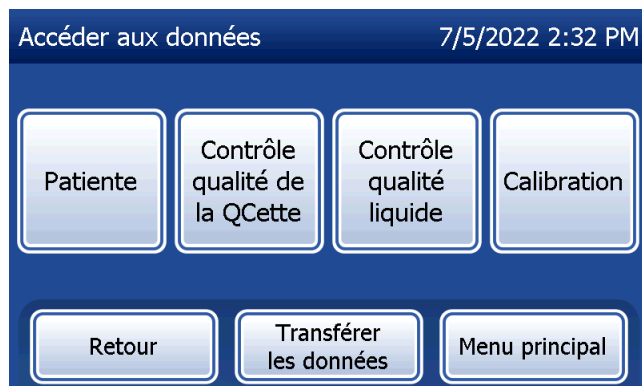 Accéder aux données 7/5/2022 2:32 PM
Patiente
Contrôle
qualité de
la QCette
Contrôle
qualité
liquide
Calibration
Retour
Transférer
les données
Menu principal